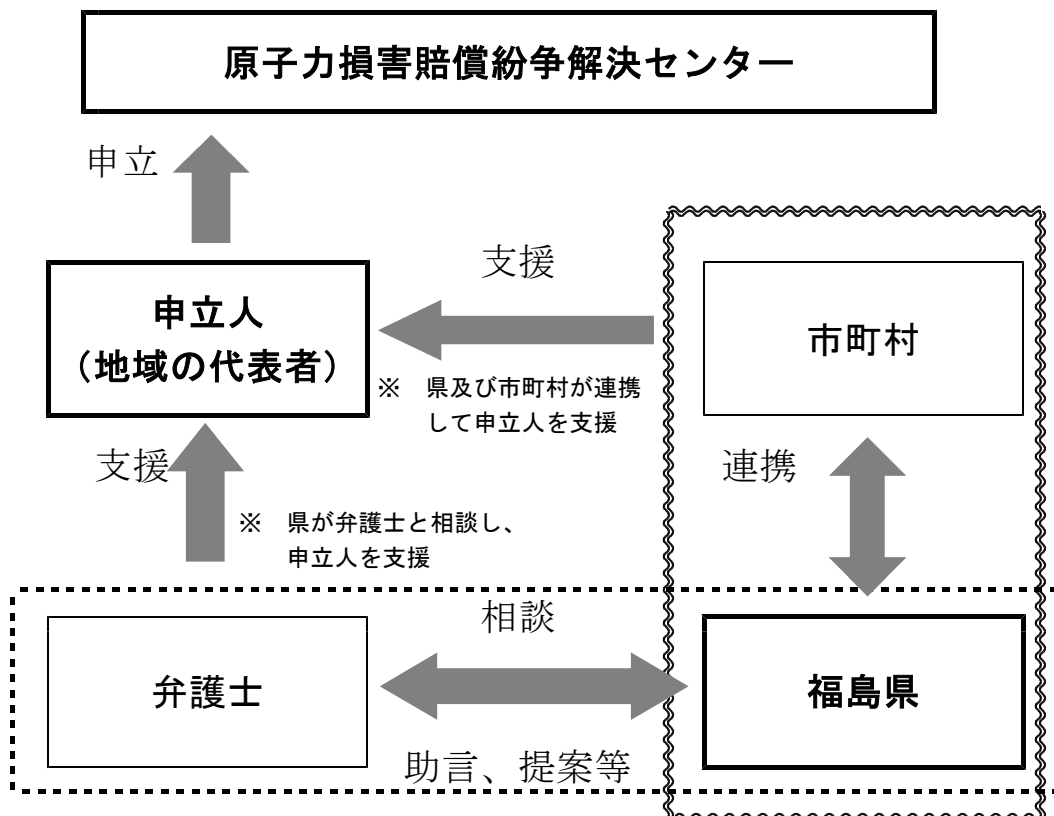 原子力損害賠償紛争解決センター
申立
支援
申立人
（地域の代表者）
市町村
※　県及び市町村が連携
して申立人を支援
支援
連携
※　県が弁護士と相談し、
申立人を支援
相談
弁護士
福島県
助言、提案等